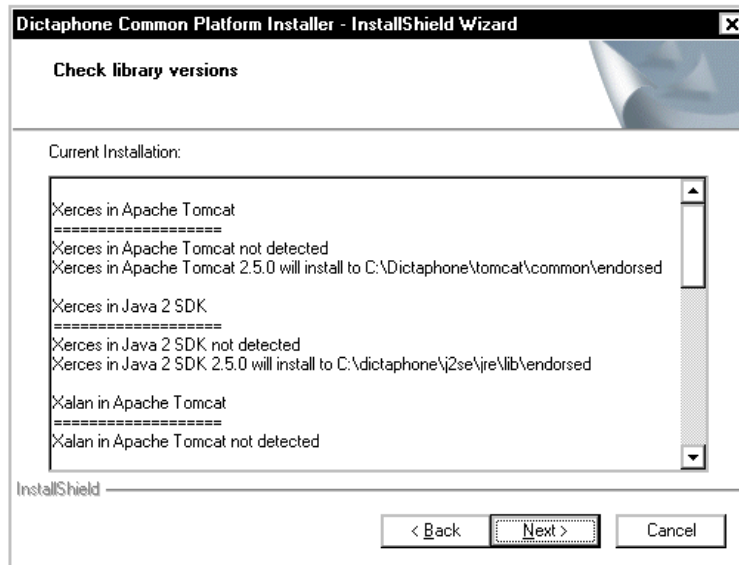 Dictaphone Common Platform Installer - InstallShield Wizard
Check library versions
Current Installation:
Xerces in Apache Tomcat
===================
Xerces in Apache Tomcat not detected
Xerces in Apache Tomcat 2.5.0 will install to C:\Dictaphone\tomcat\common\endorsed
Xerces in Java 2 SDK
===================
Xerces in Java 2 SDK not detected
Xerces in Java 2 SDK 2.5.0 will install to C:\dictaphone\j2se\jre\lib\endorsed
Xalan in Apache Tomcat
===================
Xalan in Apache Tomcat not detected
InstallShield
< Back Next > Cancel